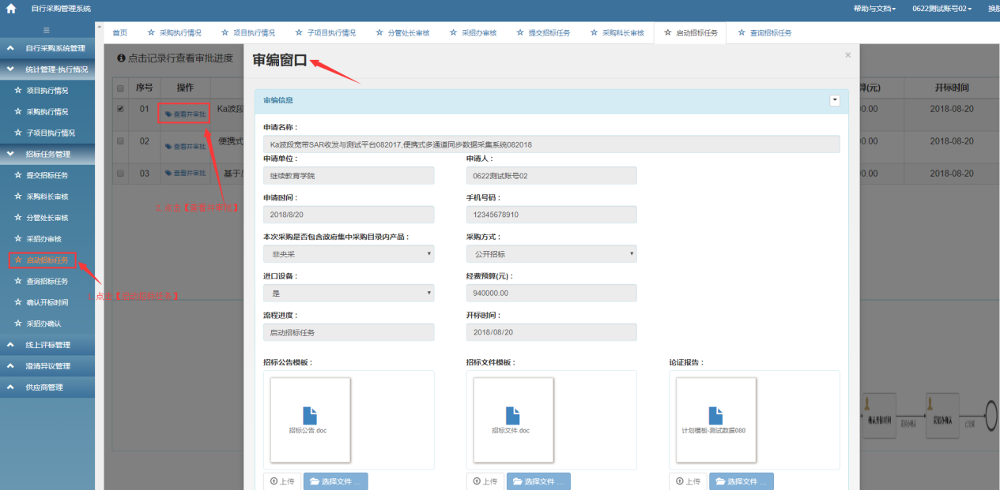 自行采购管理系统
帮助与文档
0622测试账号02
换肤
首页
采购执行情况
项目执行情况
子项目执行情况
分管处长审核
采招办审核
提交招标任务
采购科长审核
启动招标任务
查询招标任务
自行采购系统管理
统计管理-执行情况
项目执行情况
采购执行情况
子项目执行情况
招标任务管理
提交招标任务
采购科长审核
分管处长审核
采招办审核
启动招标任务
查询招标任务
确认开标时间
采招办确认
线上评标管理
澄清异议管理
供应商管理
点击记录行查看审批进度
序号 操作
01 查看并审批 Ka波段
02 查看并审批 便携式
03 查看并审批 基于
2. 点击【查看并审批】
1. 点击【启动招标任务】
算(元) 开标时间
0.00 2018-08-20
0.00 2018-08-20
0.00 2018-08-20
审编窗口
×
审编信息
申请名称：
Ka波段宽带SAR收发与测试平台082017,便携式多通道同步数据采集系统082018
申请单位： 申请人：
继续教育学院 0622测试账号02
申请时间： 手机号码：
2018/8/20 12345678910
本次采购是否包含政府集中采购目录内产品： 采购方式：
非央采 公开招标
进口设备： 经费预算(元)：
是 940000.00
流程进度： 开标时间：
启动招标任务 2018/08/20
招标公告模板： 招标文件模板： 论证报告：
招标公告.doc 招标文件.doc 计划模板-测试数据080
上传 选择文件 ... 上传 选择文件 ... 上传 选择文件 ...
确认开标时间
采招办确认